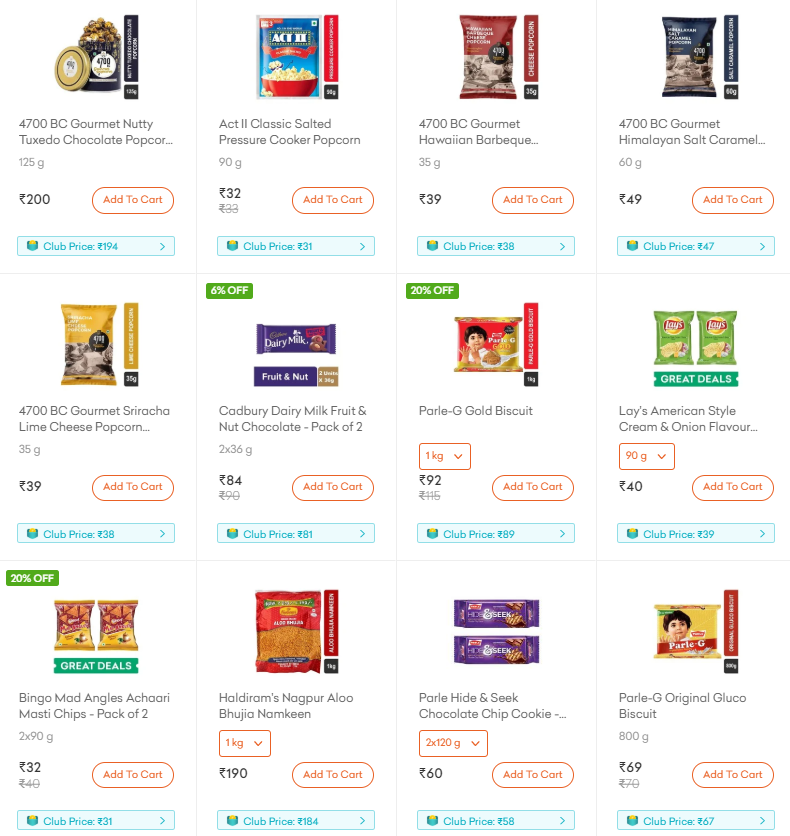 NUTTY TUXEDO CHOCOLATE POPCORN
4700 BC
125g
ACT II
PRESSURE COOKER POPCORN
90g
HAWAIIAN BARBEQUE CHEESE POPCORN
4700
CHEESE POPCORN
35g
HIMALAYAN SALT CARAMEL POPCORN
4700
SALT CARAMEL POPCORN
60g
4700 BC Gourmet Nutty
Tuxedo Chocolate Popcor...
125 g
₹200
Add To Cart
Club Price: ₹194
Act II Classic Salted
Pressure Cooker Popcorn
90 g
₹32
₹33
Add To Cart
Club Price: ₹31
4700 BC Gourmet
Hawaiian Barbeque...
35 g
₹39
Add To Cart
Club Price: ₹38
4700 BC Gourmet
Himalayan Salt Caramel...
60 g
₹49
Add To Cart
Club Price: ₹47
SRIRACHA LIME CHEESE POPCORN
4700
LIME CHEESE POPCORN
35g
4700 BC Gourmet Sriracha
Lime Cheese Popcorn...
35 g
₹39
Add To Cart
Club Price: ₹38
6% OFF
Cadbury
Dairy Milk
Fruit & Nut
2 Units
X 36g
Cadbury Dairy Milk Fruit &
Nut Chocolate - Pack of 2
2x36 g
₹84
₹90
Add To Cart
Club Price: ₹81
20% OFF
Parle-G
Gold
PARLE-G GOLD BISCUIT
1kg
Parle-G Gold Biscuit
1 kg
₹92
₹115
Add To Cart
Club Price: ₹89
Lay's
Lay's
GREAT DEALS
Lay's American Style
Cream & Onion Flavour...
90 g
₹40
Add To Cart
Club Price: ₹39
20% OFF
GREAT DEALS
Bingo Mad Angles Achaari
Masti Chips - Pack of 2
2x90 g
₹32
₹40
Add To Cart
Club Price: ₹31
ALOO BHUJIA
ALOO BHUJIA NAMKEEN
1kg
Haldiram's Nagpur Aloo
Bhujia Namkeen
1 kg
₹190
Add To Cart
Club Price: ₹184
HIDE & SEEK
HIDE & SEEK
Parle Hide & Seek
Chocolate Chip Cookie -...
2x120 g
₹60
Add To Cart
Club Price: ₹58
Parle-G
ORIGINAL GLUCO BISCUIT
800g
Parle-G Original Gluco
Biscuit
800 g
₹69
₹70
Add To Cart
Club Price: ₹67